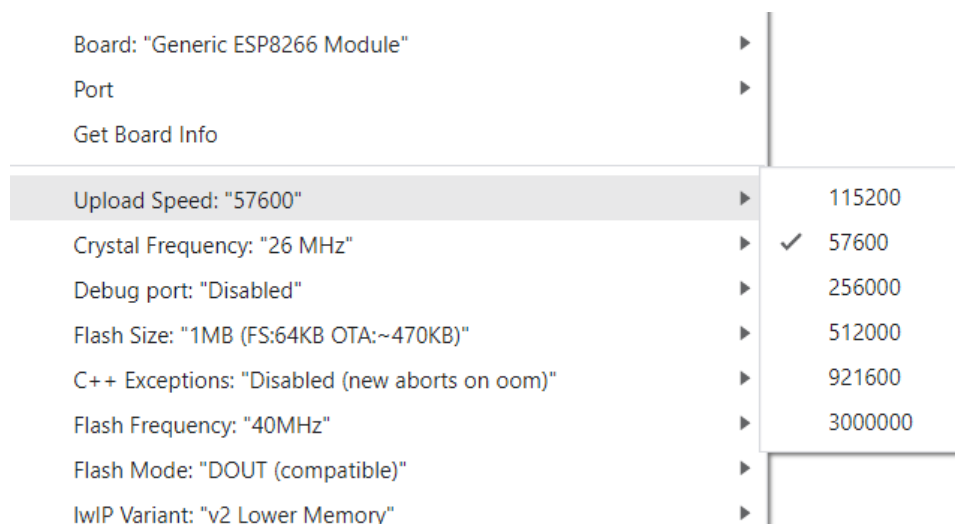 Board: "Generic ESP8266 Module"
Port
Get Board Info
Upload Speed: "57600"
Crystal Frequency: "26 MHz"
Debug port: "Disabled"
Flash Size: "1MB (FS:64KB OTA:~470KB)"
C++ Exceptions: "Disabled (new aborts on oom)"
Flash Frequency: "40MHz"
Flash Mode: "DOUT (compatible)"
lwIP Variant: "v2 Lower Memory"
115200
57600
256000
512000
921600
3000000